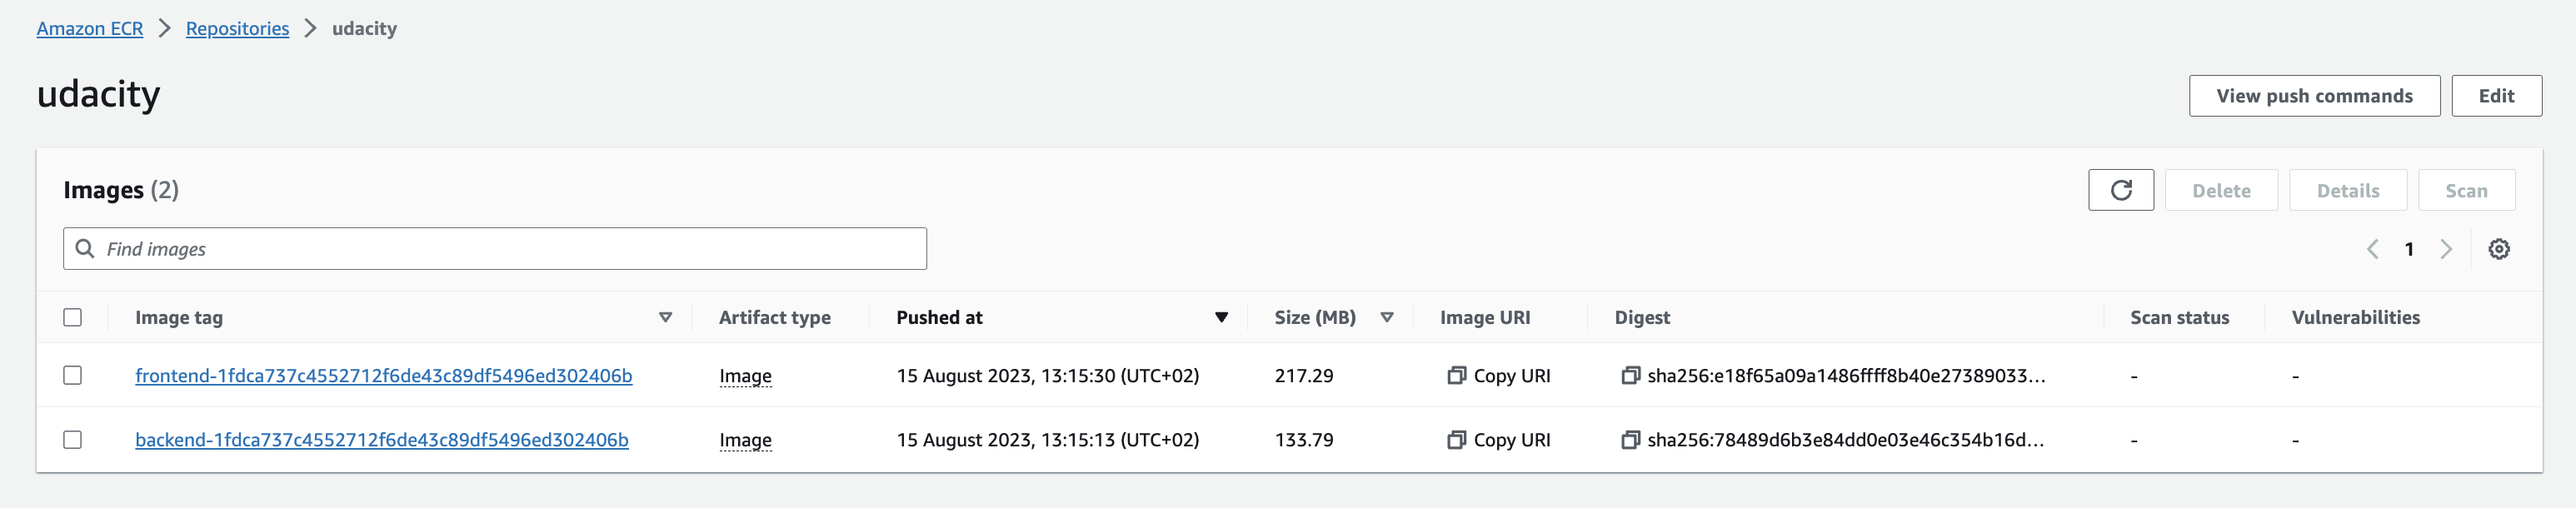 Amazon ECR > Repositories > udacity
udacity
View push commands Edit
Images (2)
Delete Details Scan
Find images
1
Image tag Artifact type Pushed at Size (MB) Image URI Digest Scan status Vulnerabilities
frontend-1fdca737c4552712f6de43c89df5496ed302406b Image 15 August 2023, 13:15:30 (UTC+02) 217.29 Copy URI sha256:e18f65a09a1486ffff8b40e27389033... - -
backend-1fdca737c4552712f6de43c89df5496ed302406b Image 15 August 2023, 13:15:13 (UTC+02) 133.79 Copy URI sha256:78489d6b3e84dd0e03e46c354b16d... - -